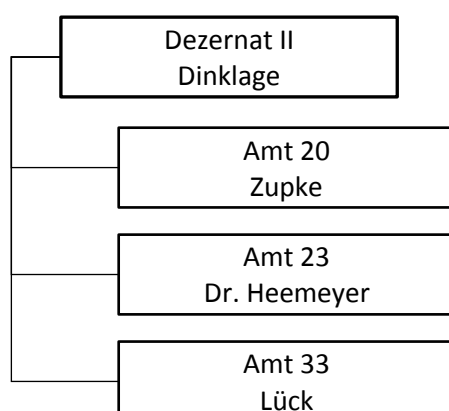 Dezernat II
Dinklage
Amt 20
Zupke
Amt 23
Dr. Heemeyer
Amt 33
Lück